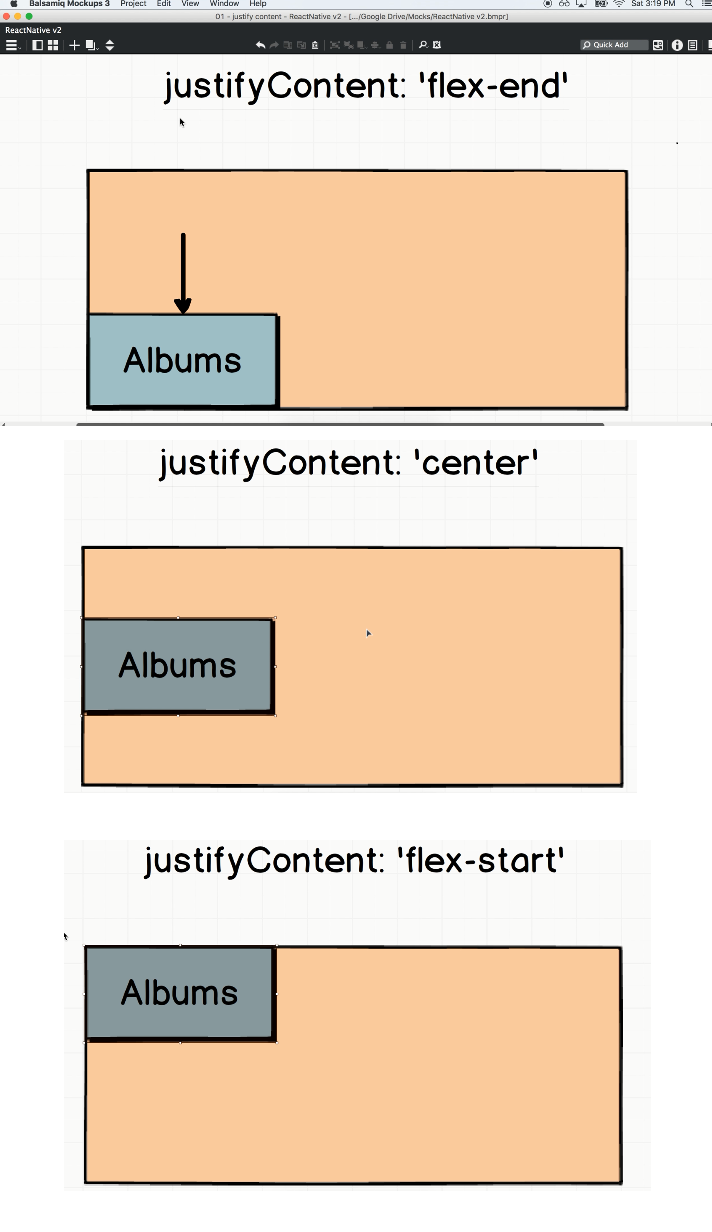 Balsamiq Mockups 3 Project Edit View Window Help Sat 3:19 PM
01 - justify content - ReactNative v2 - [.../Google Drive/Mocks/ReactNative v2.bmpr]
ReactNative v2
Quick Add
justifyContent: 'flex-end'
Albums
justifyContent: 'center'
Albums
justifyContent: 'flex-start'
Albums